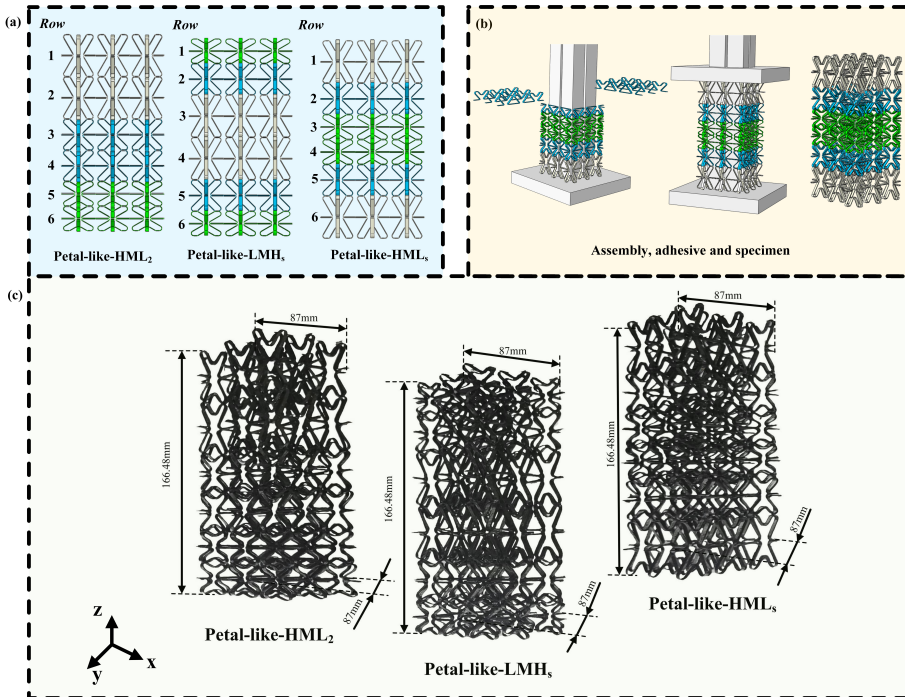 (a)
Row
1
2
3
4
5
6
Petal-like-HML₂
Row
1
2
3
4
5
6
Petal-like-LMHₛ
Row
1
2
3
4
5
6
Petal-like-HMLₛ
(b)
Assembly, adhesive and specimen
(c)
87mm
166.48mm
87mm
Petal-like-HML₂
87mm
166.48mm
87mm
Petal-like-LMHₛ
87mm
166.48mm
87mm
Petal-like-HMLₛ
z
y
x